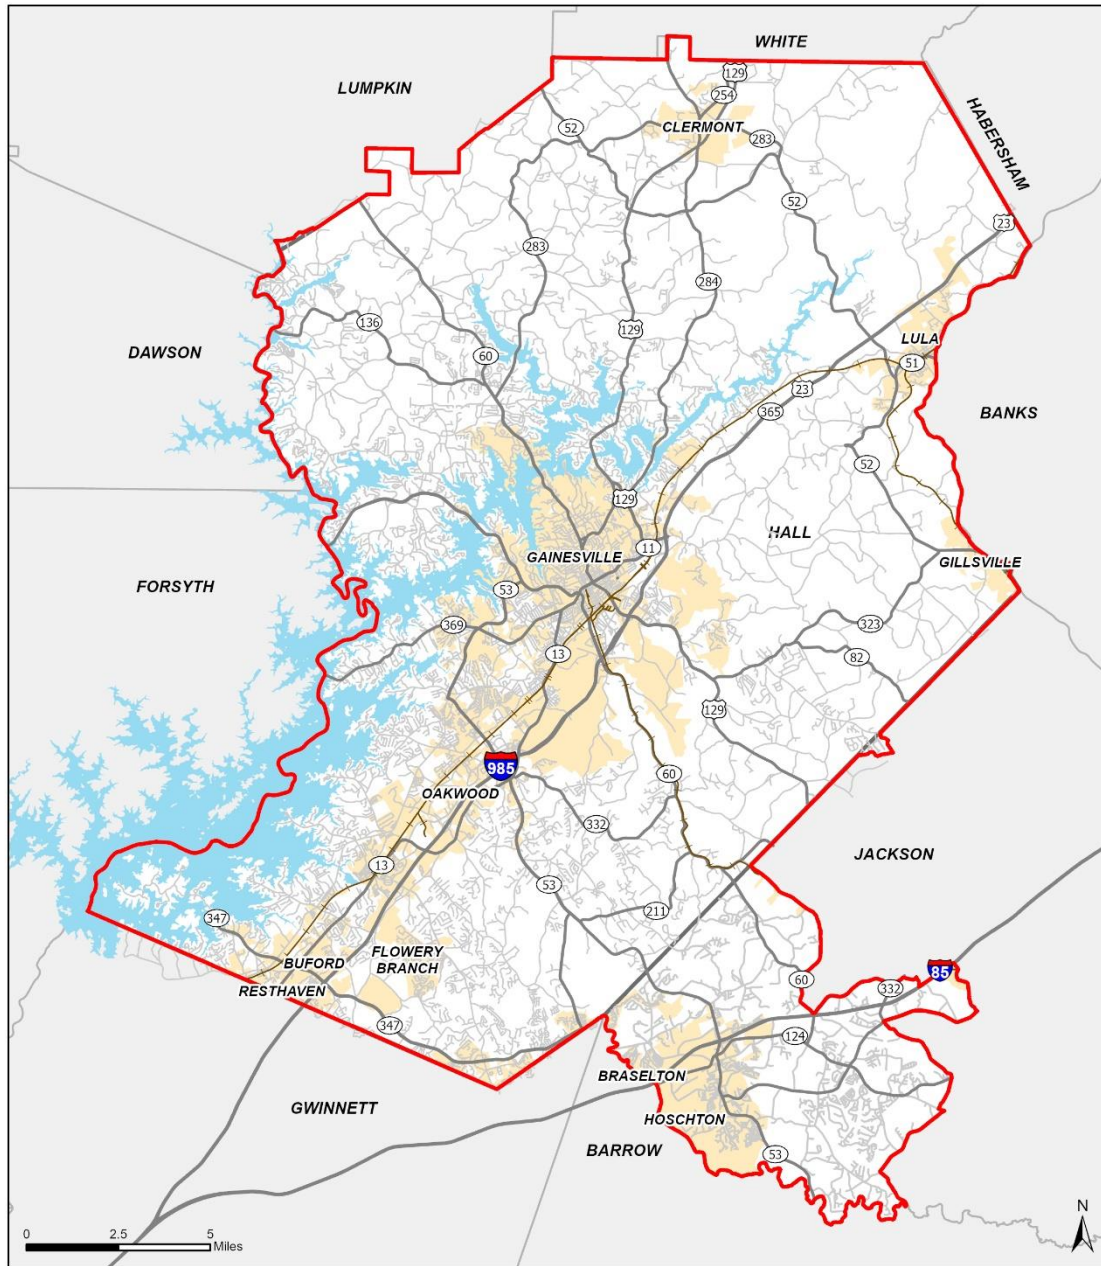 WHITE
129
LUMPKIN
254
HABERSHAM
52
CLERMONT
283
52
23
283
284
136
129
LULA
DAWSON
60
51
23
365
BANKS
52
129
HALL
11
GAINESVILLE
GILLSVILLE
FORSYTH
53
369
323
13
82
129
985
60
OAKWOOD
332
JACKSON
13
53
211
347
FLOWERY
BRANCH
BUFORD
85
RESTHAVEN
60
332
347
124
BRASELTON
GWINNETT
HOSCHTON
BARROW
53
N
0 2.5 5
Miles